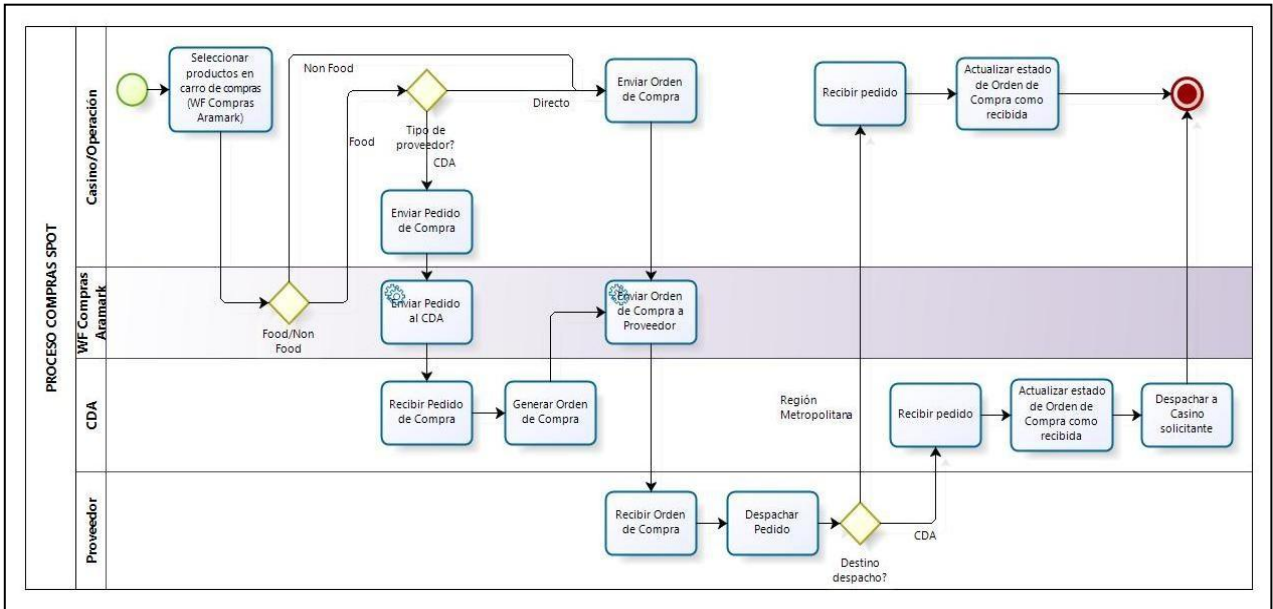 PROCESO COMPRAS SPOT
Casino/Operación
Seleccionar
productos en
carro de compras
(WF Compras
Aramark)
Non Food
Food
Tipo de
proveedor?
CDA
Directo
Enviar Orden
de Compra
Recibir pedido
Actualizar estado
de Orden de
Compra como
recibida
Enviar Pedido
de Compra
WF Compras
Aramark
Food/Non
Food
Enviar Pedido
al CDA
Enviar Orden
de Compra a
Proveedor
CDA
Recibir Pedido
de Compra
Generar Orden
de Compra
Región
Metropolitana
Recibir pedido
Actualizar estado
de Orden de
Compra como
recibida
Despachar a
Casino
solicitante
Proveedor
Recibir Orden
de Compra
Despachar
Pedido
Destino
despacho?
CDA